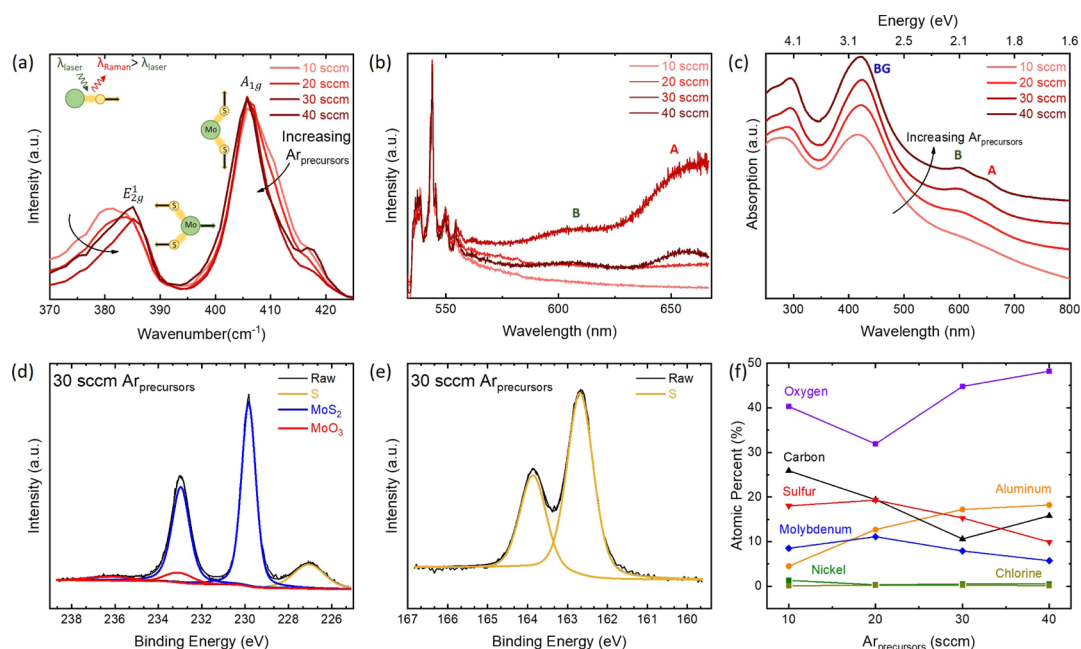 (a)
λlaser
λRaman> λlaser
10 sccm
20 sccm
30 sccm
40 sccm
A1g
S
Mo
S
Increasing
Arprecursors
E¹2g
S
Mo
S
Intensity (a.u.)
370 380 390 400 410 420
Wavenumber(cm-1)
(b)
10 sccm
20 sccm
30 sccm
40 sccm
A
B
Intensity (a.u.)
550 600 650
Wavelength (nm)
Energy (eV)
4.1 3.1 2.5 2.1 1.8 1.6
(c)
BG
10 sccm
20 sccm
30 sccm
40 sccm
Increasing Arprecursors
B
A
Absorption (a.u.)
300 400 500 600 700 800
Wavelength (nm)
(d)
30 sccm Arprecursors
Raw
S
MoS2
MoO3
Intensity (a.u.)
238 236 234 232 230 228 226
Binding Energy (eV)
(e)
30 sccm Arprecursors
Raw
S
Intensity (a.u.)
167 166 165 164 163 162 161 160
Binding Energy (eV)
(f)
50
40
30
20
10
0
Atomic Percent (%)
Oxygen
Carbon
Sulfur
Aluminum
Molybdenum
Nickel
Chlorine
10 20 30 40
Arprecursors (sccm)